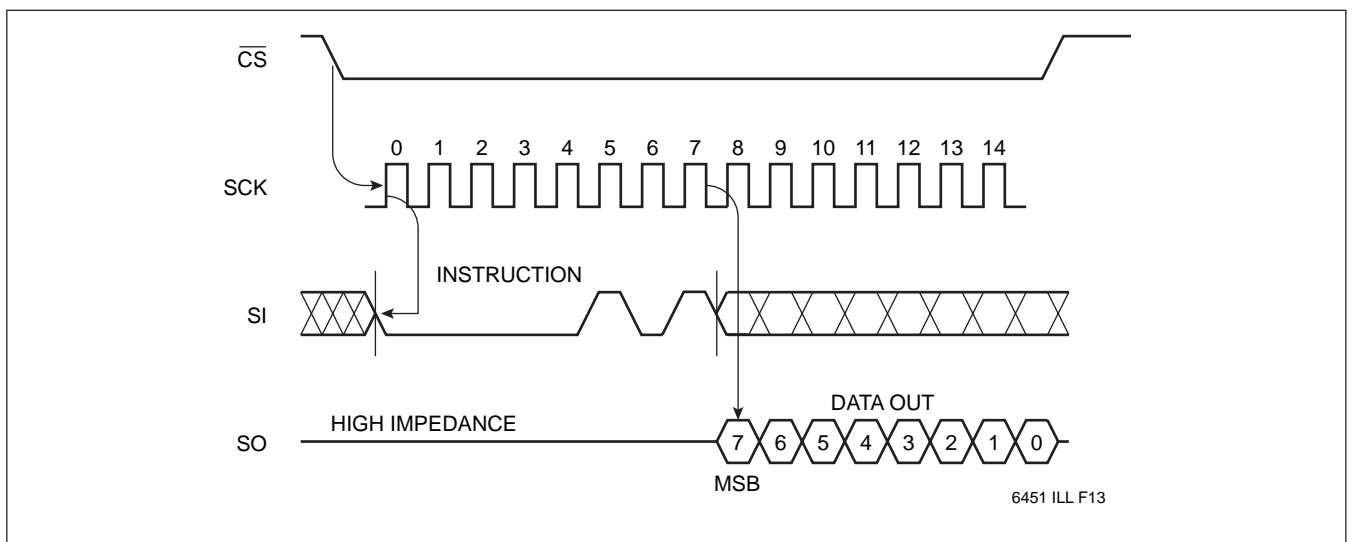 CS
0 1 2 3 4 5 6 7 8 9 10 11 12 13 14
SCK
INSTRUCTION
SI
DATA OUT
HIGH IMPEDANCE
SO
7 6 5 4 3 2 1 0
MSB
6451 ILL F13